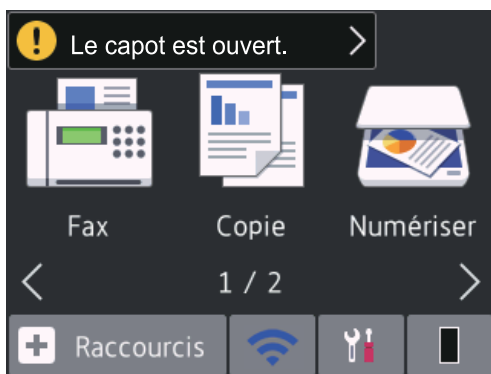 Le capot est ouvert.
Fax
Copie
Numériser
1 / 2
Raccourcis